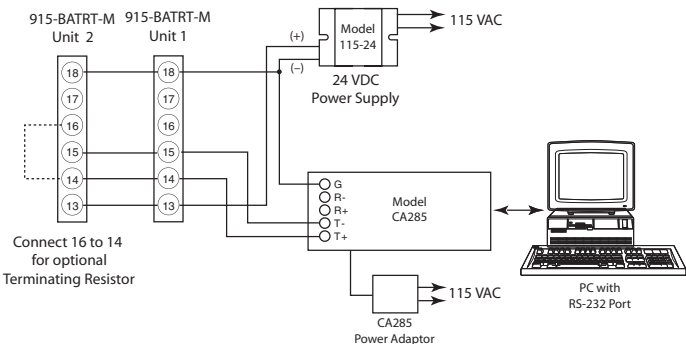 915-BATRT-M
Unit 2
915-BATRT-M
Unit 1
(+)
(–)
Model
115-24
115 VAC
24 VDC
Power Supply
18
17
16
15
14
13
18
17
16
15
14
13
G
R-
R+
T-
T+
Model
CA285
Connect 16 to 14
for optional
Terminating Resistor
115 VAC
CA285
Power Adaptor
PC with
RS-232 Port